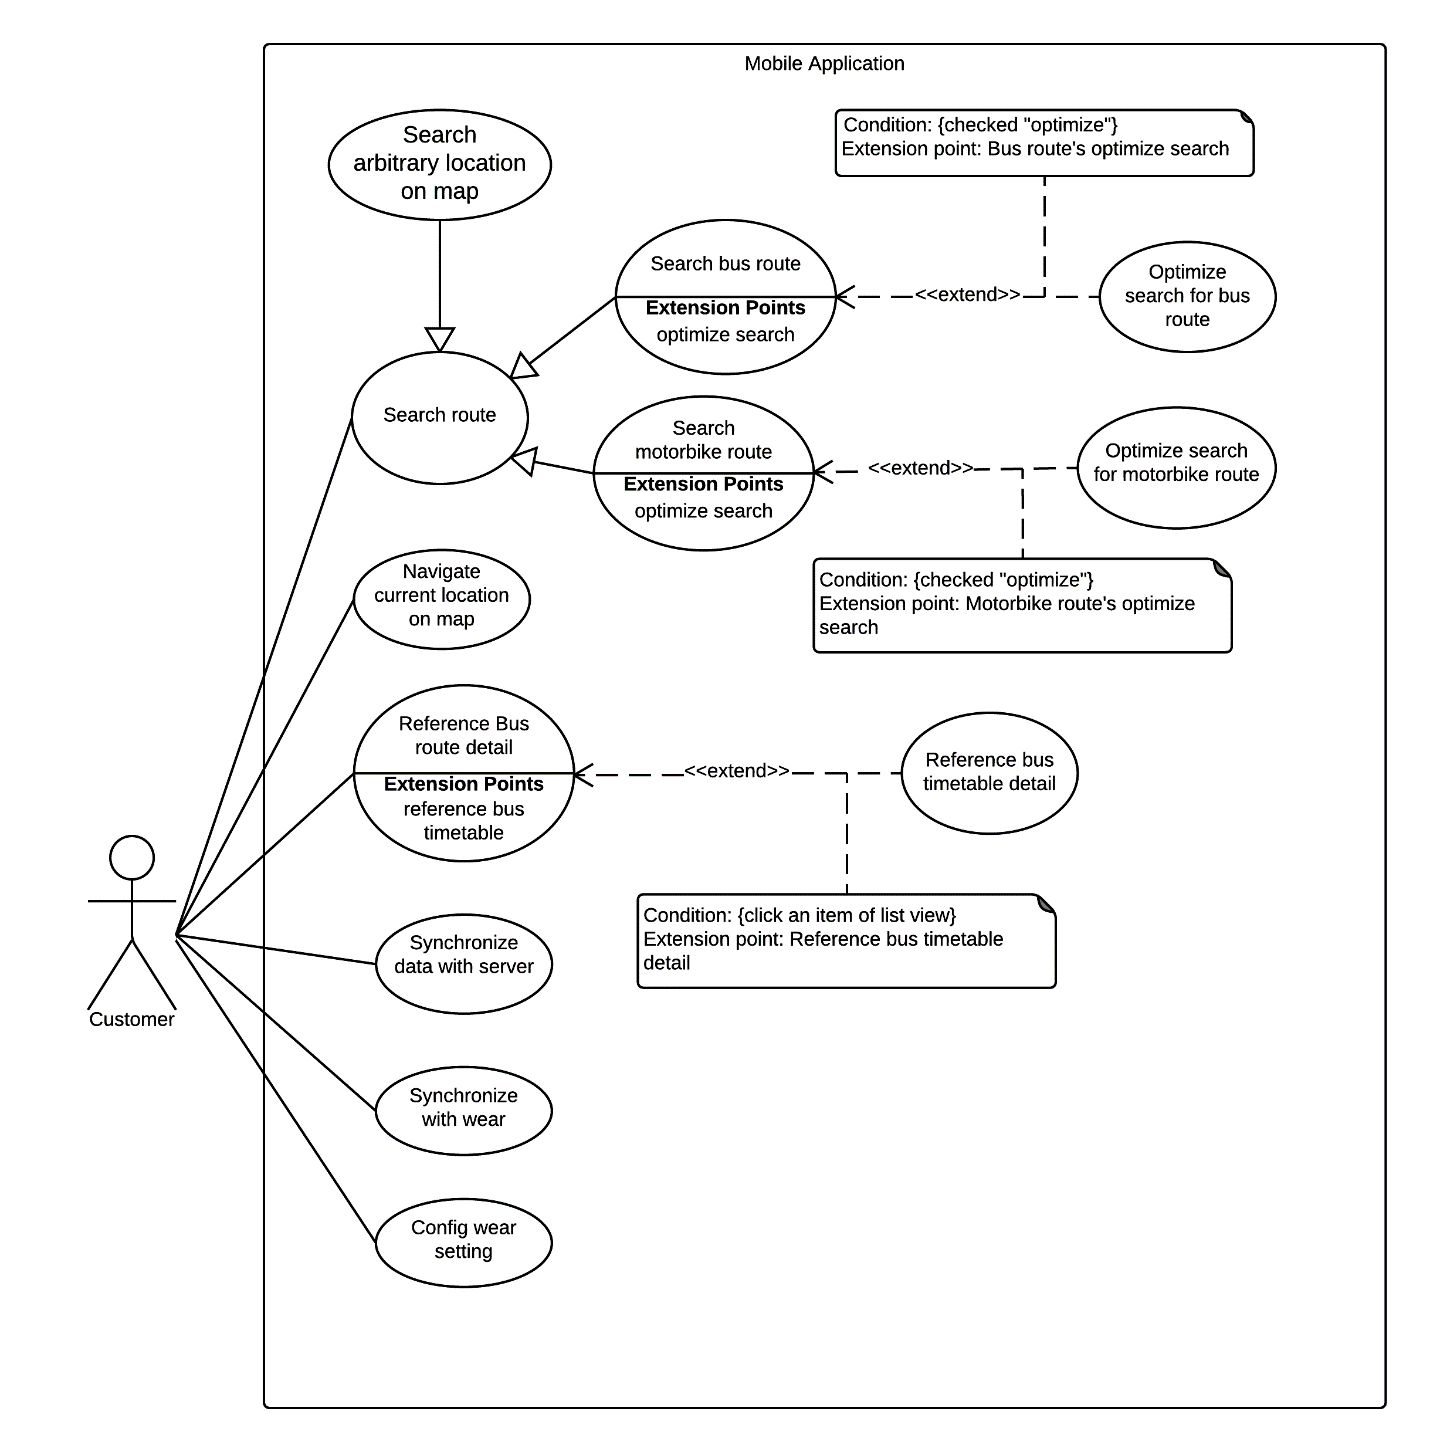 Mobile Application
Search
arbitrary location
on map
Condition: {checked "optimize"}
Extension point: Bus route's optimize search
Search bus route
Extension Points
optimize search
<<extend>>
Optimize
search for bus
route
Search route
Search
motorbike route
Extension Points
optimize search
<<extend>>
Optimize search
for motorbike route
Condition: {checked "optimize"}
Extension point: Motorbike route's optimize
search
Navigate
current location
on map
Reference Bus
route detail
Extension Points
reference bus
timetable
<<extend>>
Reference bus
timetable detail
Condition: {click an item of list view}
Extension point: Reference bus timetable
detail
Customer
Synchronize
data with server
Synchronize
with wear
Config wear
setting